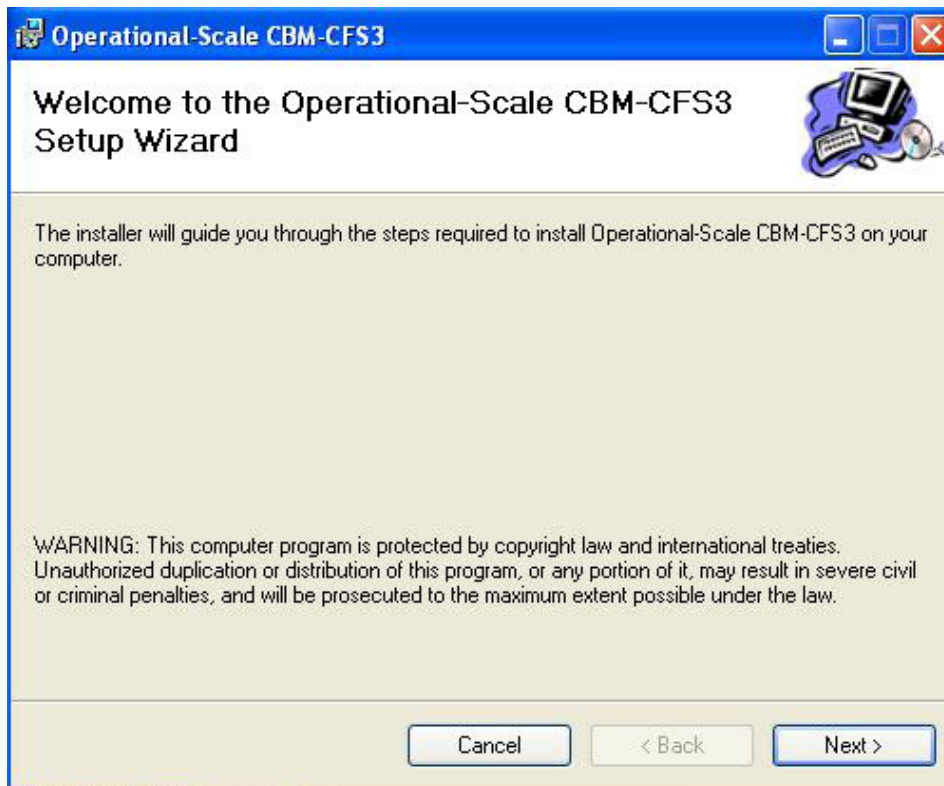 Operational-Scale CBM-CFS3
Welcome to the Operational-Scale CBM-CFS3
Setup Wizard
The installer will guide you through the steps required to install Operational-Scale CBM-CFS3 on your
computer.
WARNING: This computer program is protected by copyright law and international treaties.
Unauthorized duplication or distribution of this program, or any portion of it, may result in severe civil
or criminal penalties, and will be prosecuted to the maximum extent possible under the law.
Cancel
< Back
Next >